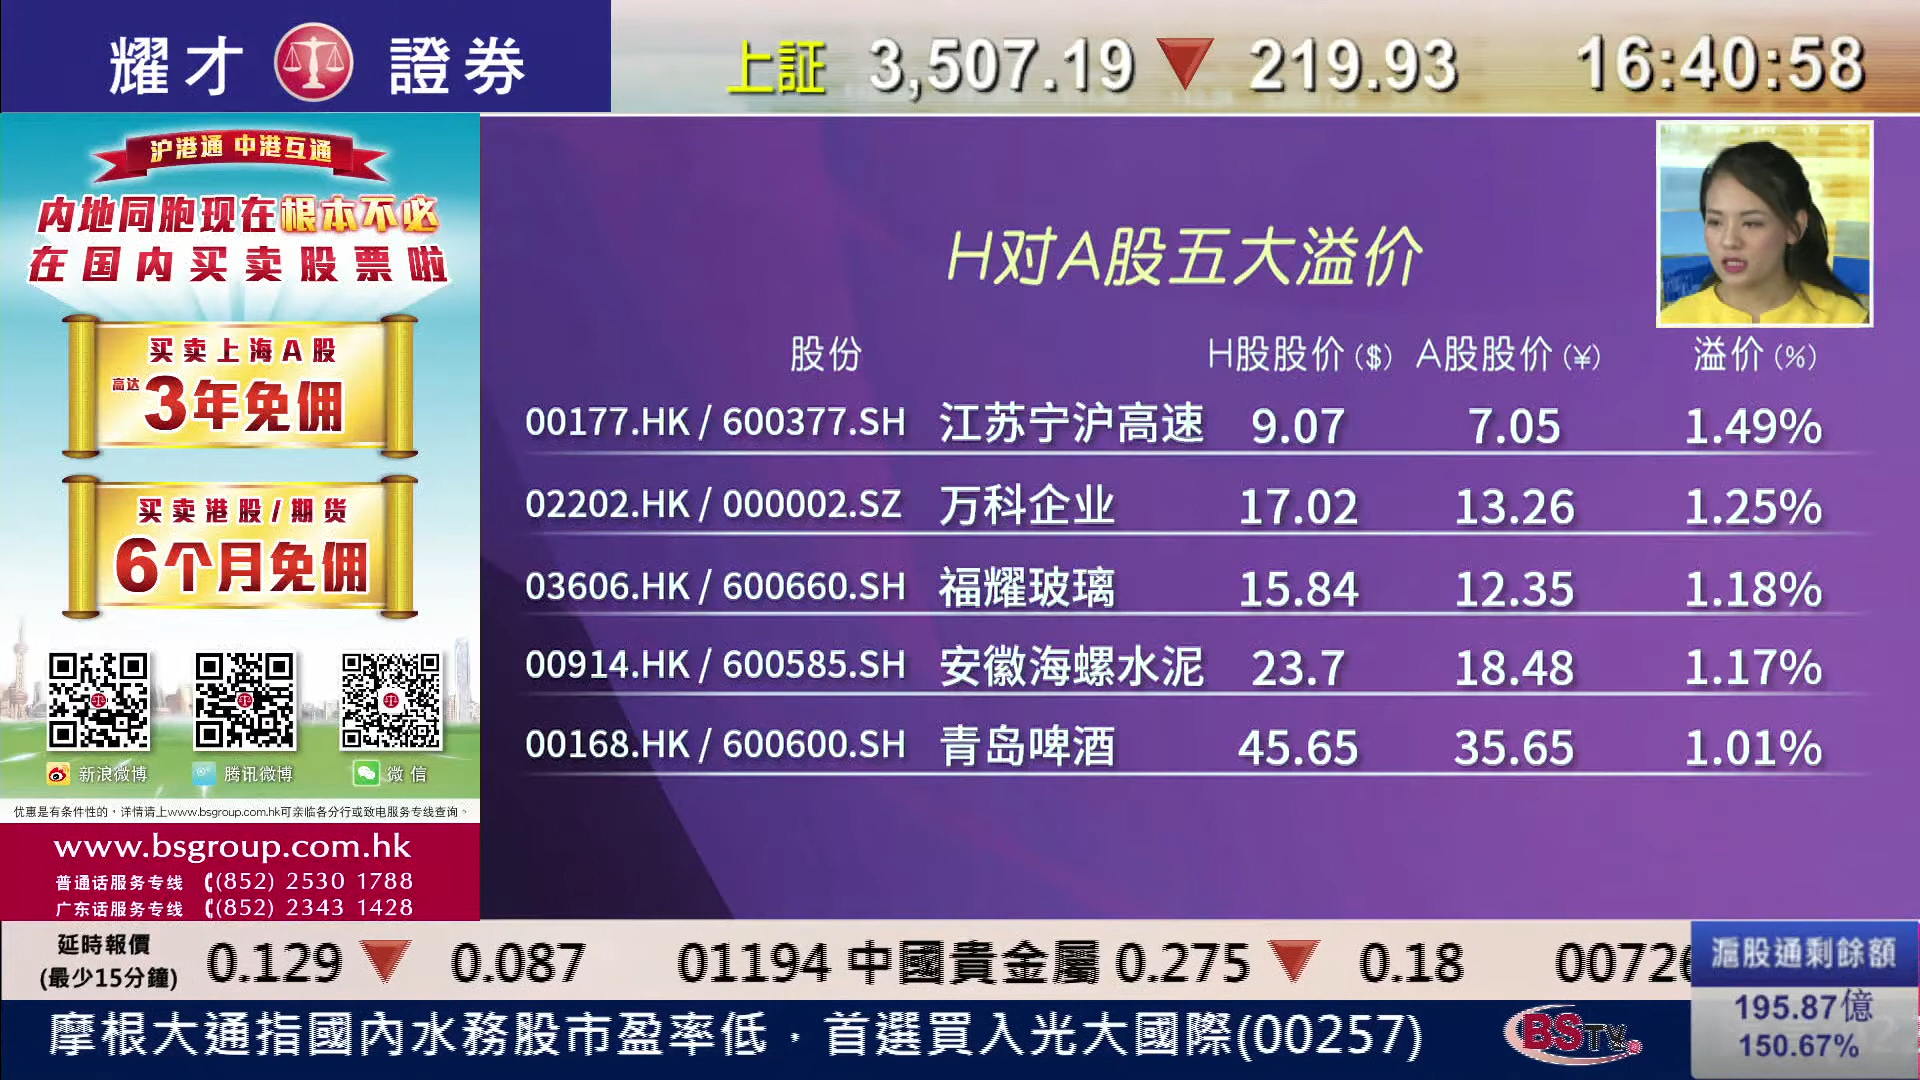 耀才 證券
上証 3,507.19 ▼ 219.93 16:40:58
沪港通 中港互通
内地同胞现在根本不必
在国内买卖股票啦
买卖上海A股
高达3年免佣
买卖港股/期货
6个月免佣
新浪微博 腾讯微博 微信
优惠是有条件性的，详情请上www.bsgroup.com.hk可亲临各分行或致电服务专线查询。
www.bsgroup.com.hk
普通话服务专线 (852) 2530 1788
广东话服务专线 (852) 2343 1428
H对A股五大溢价
股份 H股股价($) A股股价(¥) 溢价(%)
00177.HK / 600377.SH 江苏宁沪高速 9.07 7.05 1.49%
02202.HK / 000002.SZ 万科企业 17.02 13.26 1.25%
03606.HK / 600660.SH 福耀玻璃 15.84 12.35 1.18%
00914.HK / 600585.SH 安徽海螺水泥 23.7 18.48 1.17%
00168.HK / 600600.SH 青岛啤酒 45.65 35.65 1.01%
延時報價
(最少15分鐘)
0.129 ▼ 0.087 01194 中國貴金屬 0.275 ▼ 0.18 00726
滬股通剩餘額
195.87億
150.67%
摩根大通指國內水務股市盈率低，首選買入光大國際(00257)
BSTV